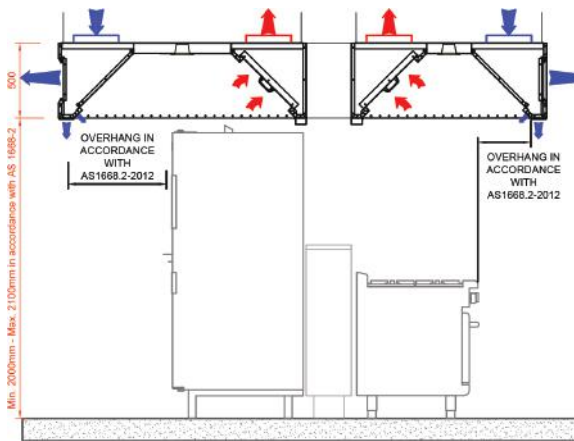 500
Min. 2000mm - Max. 2100mm in accordance with AS 1668-2
OVERHANG IN
ACCORDANCE
WITH
AS1668.2-2012
OVERHANG IN
ACCORDANCE
WITH
AS1668.2-2012